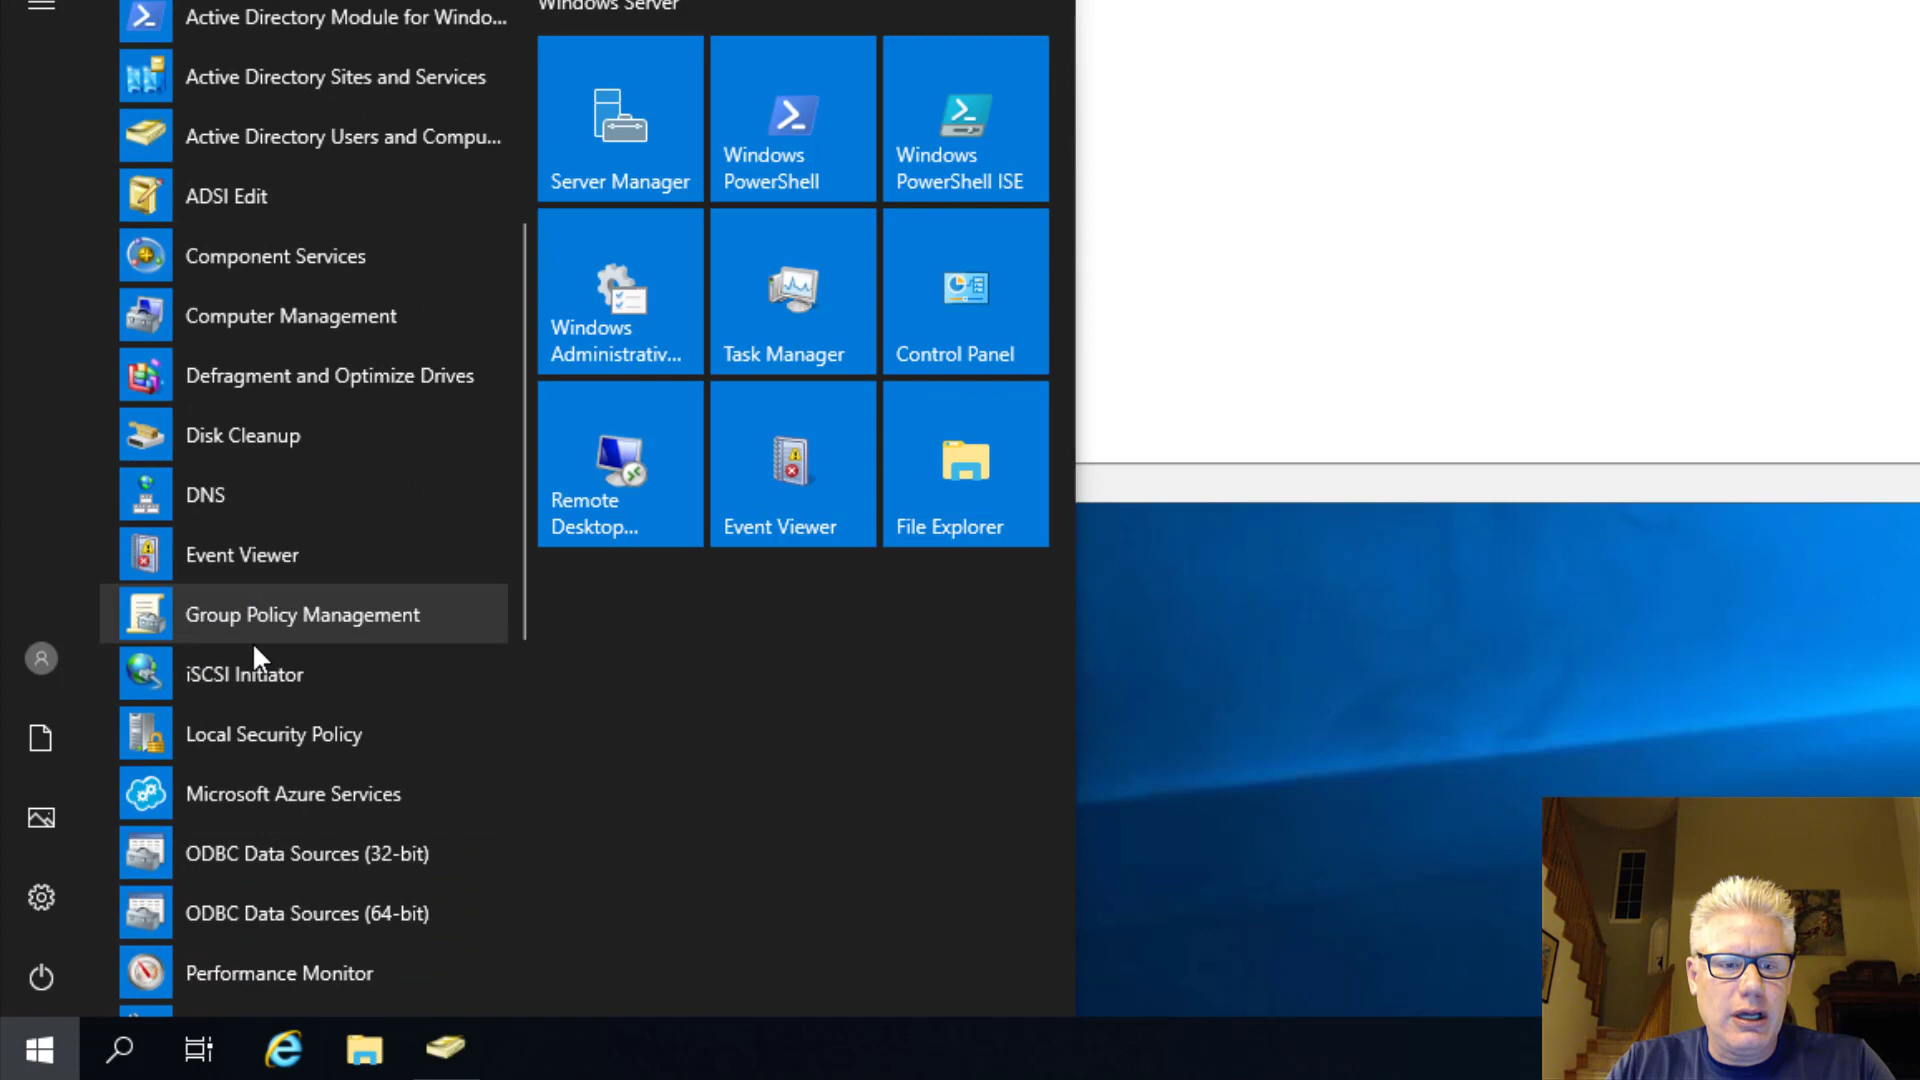 Active Directory Module for Windo...
Active Directory Sites and Services
Active Directory Users and Compu...
ADSI Edit
Component Services
Computer Management
Defragment and Optimize Drives
Disk Cleanup
DNS
Event Viewer
Group Policy Management
iSCSI Initiator
Local Security Policy
Microsoft Azure Services
ODBC Data Sources (32-bit)
ODBC Data Sources (64-bit)
Performance Monitor
Windows Server
Server Manager
Windows
PowerShell
Windows
PowerShell ISE
Windows
Administrativ...
Task Manager
Control Panel
Remote
Desktop...
Event Viewer
File Explorer